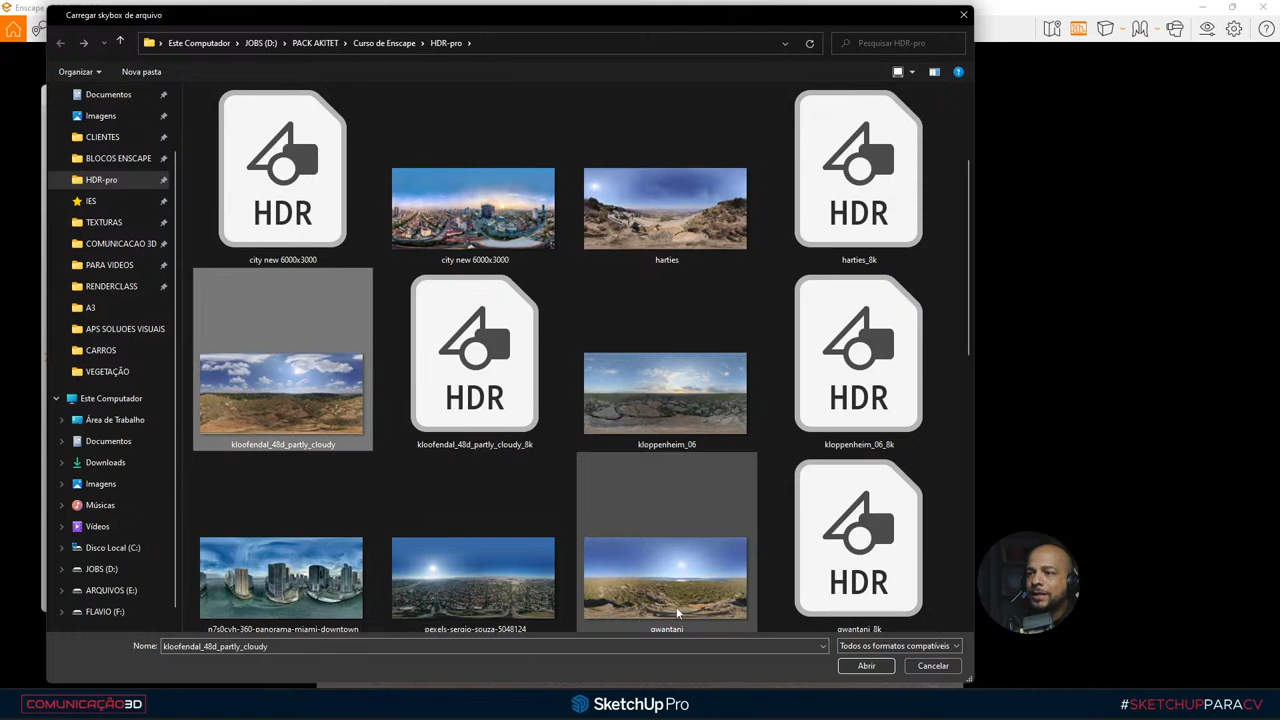 Enscape
Carregar skybox de arquivo
Este Computador > JOBS (D:) > PACK AKITET > Curso de Enscape > HDR-pro >
Pesquisar HDR-pro
Organizar
Nova pasta
Documentos
Imagens
CLIENTES
BLOCOS ENSCAPE
HDR-pro
IES
TEXTURAS
COMUNICACAO 3D
PARA VIDEOS
RENDERCLASS
A3
APS SOLUOES VISUAIS
CARROS
VEGETAÇÃO
Este Computador
Área de Trabalho
Documentos
Downloads
Imagens
Músicas
Vídeos
Disco Local (C:)
JOBS (D:)
ARQUIVOS (E:)
FLAVIO (F:)
HDR
HDR
city new 6000x3000
city new 6000x3000
harties
harties_8k
HDR
HDR
kloofendal_48d_partly_cloudy
kloofendal_48d_partly_cloudy_8k
kloppenheim_06
kloppenheim_06_8k
HDR
n7s0cvh-360-panorama-miami-downtown
pexels-sergio-souza-5048124
qwantani
qwantani_8k
Nome:
kloofendal_48d_partly_cloudy
Todos os formatos compatíveis
Abrir
Cancelar
COMUNICAÇÃO3D
SketchUp Pro
#SKETCHUPPARACV